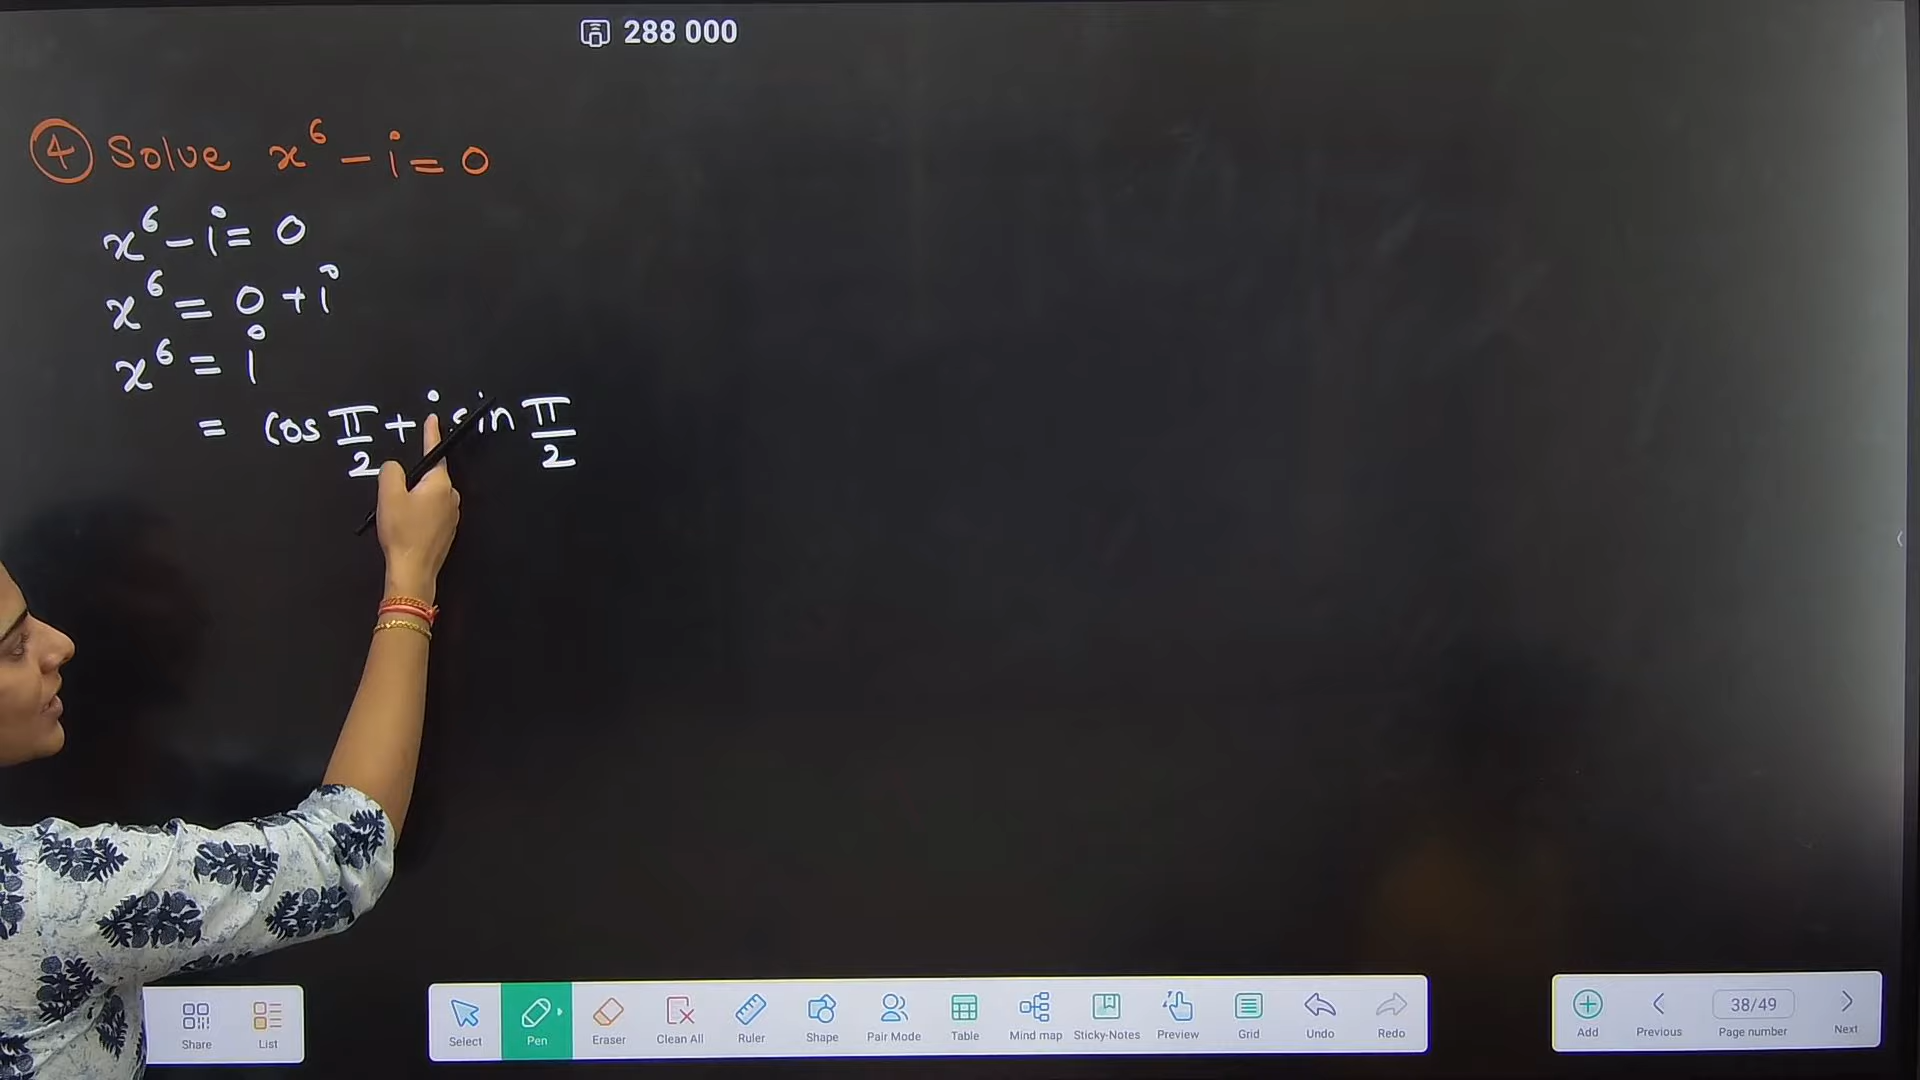 288 000
④ Solve x⁶ - i = 0
x⁶ - i = 0
x⁶ = 0 + i
x⁶ = i
= cos π/2 + i sin π/2
Share
List
Select
Pen
Eraser
Clean All
Ruler
Shape
Pair Mode
Table
Mind map
Sticky-Notes
Preview
Grid
Undo
Redo
Add
Previous
38/49
Page number
Next